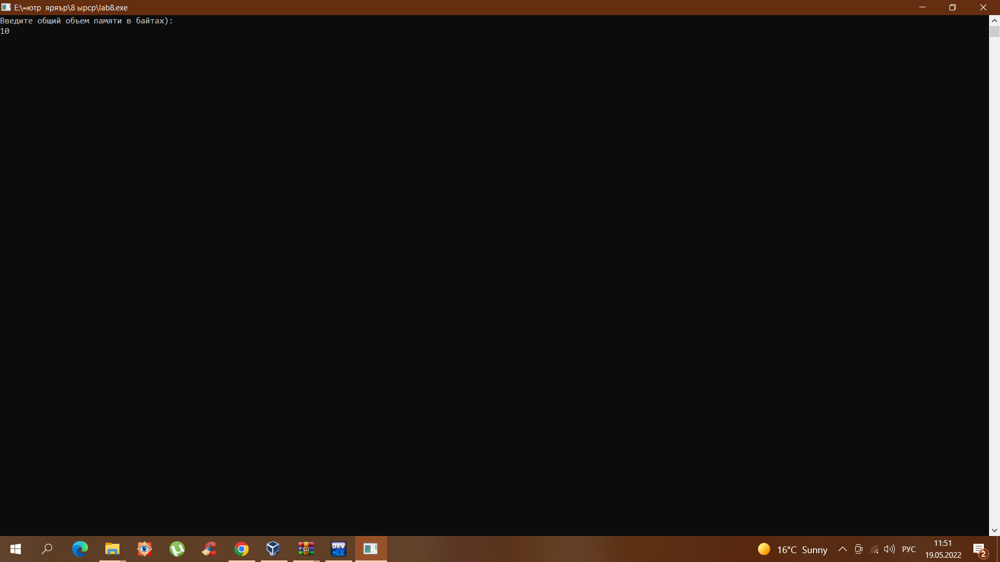 E:\=ютр  яряър\8 ырср\lab8.exe
Введите общий объем памяти в байтах):
10
DEV
C++
16°C Sunny
РУС
11:51
19.05.2022
2